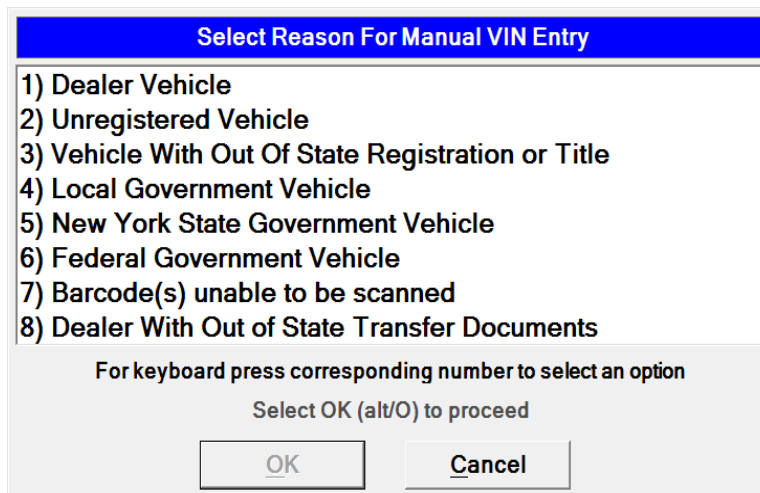 Select Reason For Manual VIN Entry
1) Dealer Vehicle
2) Unregistered Vehicle
3) Vehicle With Out Of State Registration or Title
4) Local Government Vehicle
5) New York State Government Vehicle
6) Federal Government Vehicle
7) Barcode(s) unable to be scanned
8) Dealer With Out of State Transfer Documents
For keyboard press corresponding number to select an option
Select OK (alt/O) to proceed
OK Cancel